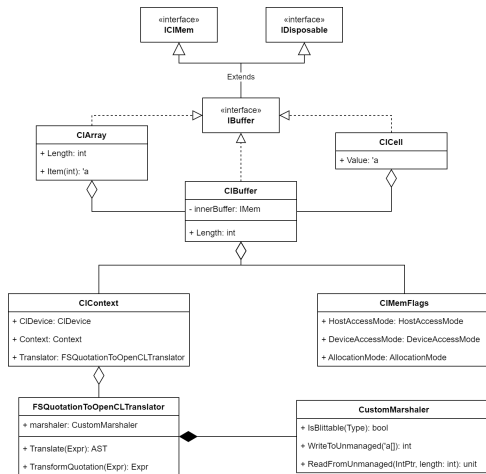 «interface»
IClMem
«interface»
IDisposable
Extends
«interface»
IBuffer
ClArray
+ Length: int
+ Item(int): 'a
ClCell
+ Value: 'a
ClBuffer
- innerBuffer: IMem
+ Length: int
ClContext
+ ClDevice: ClDevice
+ Context: Context
+ Translator: FSQuotationToOpenCLTranslator
ClMemFlags
+ HostAccessMode: HostAccessMode
+ DeviceAccessMode: DeviceAccessMode
+ AllocationMode: AllocationMode
FSQuotationToOpenCLTranslator
+ marshaler: CustomMarshaler
+ Translate(Expr): AST
+ TransformQuotation(Expr): Expr
CustomMarshaler
+ IsBlittable(Type): bool
+ WriteToUnmanaged('a[]): int
+ ReadFromUnmanaged(IntPtr, length: int): unit